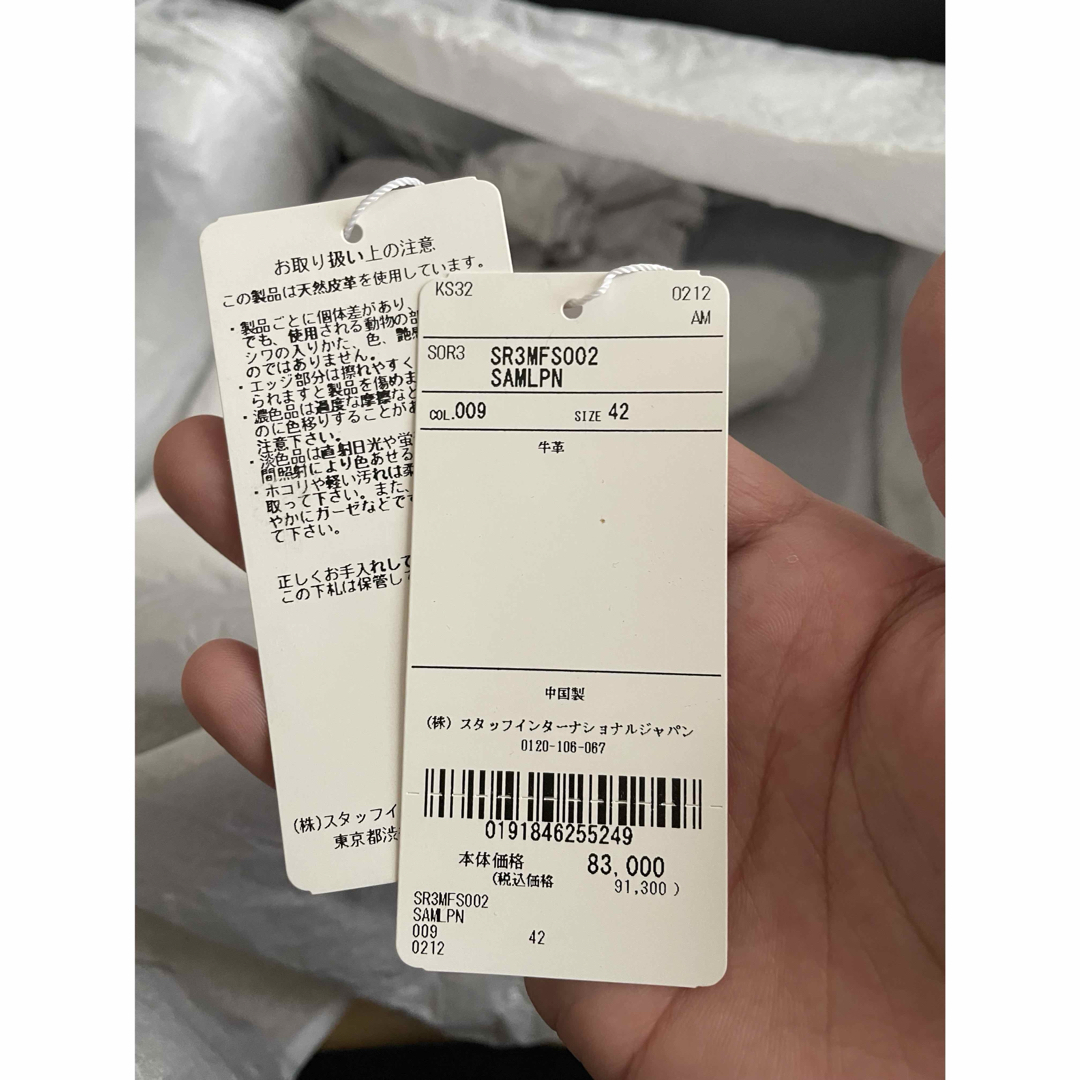 お取り扱い上の注意
この製品は天然皮革を使用しています。
・製品ごとに個体差があり、
でも、使用される動物の部
シワの入りかた、色、艶感
のではありません。
・エッジ部分は擦れやすく
られますと製品を傷めま
・濃色品は過度な摩擦など
のに色移りすることがあ
注意下さい。
・淡色品は直射日光や蛍
間照射により色あせる
・ホコリや軽い汚れは柔
取って下さい。また、
やかにガーゼなどで
て下さい。
正しくお手入れして
この下札は保管して
(株)スタッフイ
東京都渋
KS32 0212
AM
SOR3 SR3MFS002
SAMLPN
COL.009 SIZE 42
牛革
中国製
(株) スタッフインターナショナルジャパン
0120-106-067
0191846255249
本体価格 83,000
(税込価格 91,300 )
SR3MFS002
SAMLPN
009 42
0212